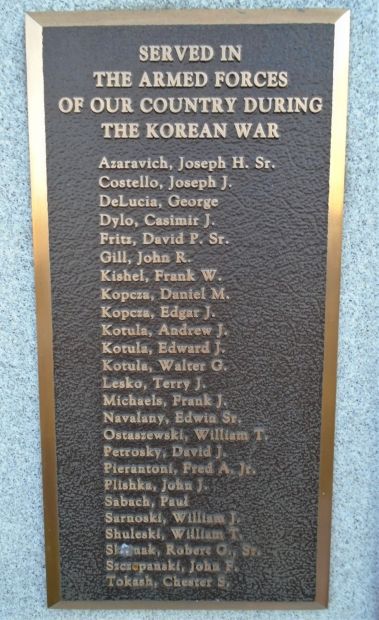 SERVED IN
THE ARMED FORCES
OF OUR COUNTRY DURING
THE KOREAN WAR
Azaravich, Joseph H. Sr.
Costello, Joseph J.
DeLucia, George
Dylo, Casimir J.
Fritz, David P. Sr.
Gill, John R.
Kishel, Frank W.
Kopcza, Daniel M.
Kopcza, Edgar J.
Kotula, Andrew J.
Kotula, Edward J.
Kotula, Walter G.
Lesko, Terry J.
Michaels, Frank J.
Navalany, Edwin Sr.
Ostaszewski, William T.
Petrosky, David J.
Pierantoni, Fred A. Jr.
Plishka, John J.
Sabach, Paul
Sarnoski, William J.
Shuleski, William T.
Robert G., Sr.
Szczepanski, John F.
Tokash, Chester S.